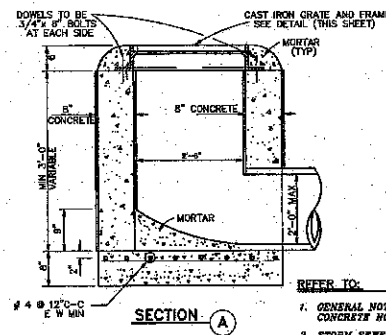 DOWELS TO BE
3/4"x 8" BOLTS
AT EACH SIDE
CAST IRON GRATE AND FRAME
SEE DETAIL (THIS SHEET)
MORTAR
(TYP)
6"
8"
CONCRETE
8" CONCRETE
MIN 3'-0"
VARIABLE
2'-0" MAX
MORTAR
9"
2"
8"
# 4 @ 12"C-C
E W MIN
SECTION A
REFER TO:
1. GENERAL NOT
CONCRETE